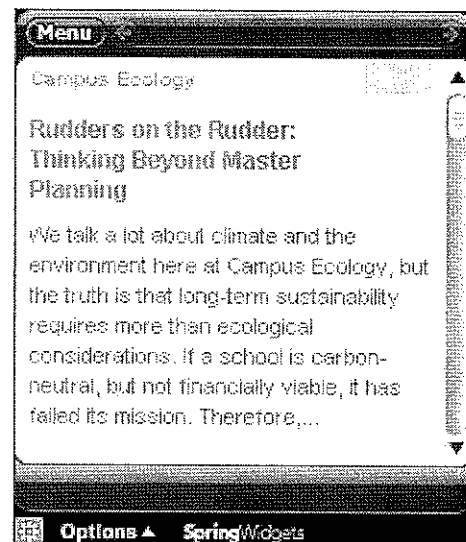 Menu
Campus Ecology
Rudders on the Rudder:
Thinking Beyond Master
Planning
We talk a lot about climate and the
environment here at Campus Ecology, but
the truth is that long-term sustainability
requires more than ecological
considerations. If a school is carbon-
neutral, but not financially viable, it has
failed its mission. Therefore,...
Options SpringWidgets